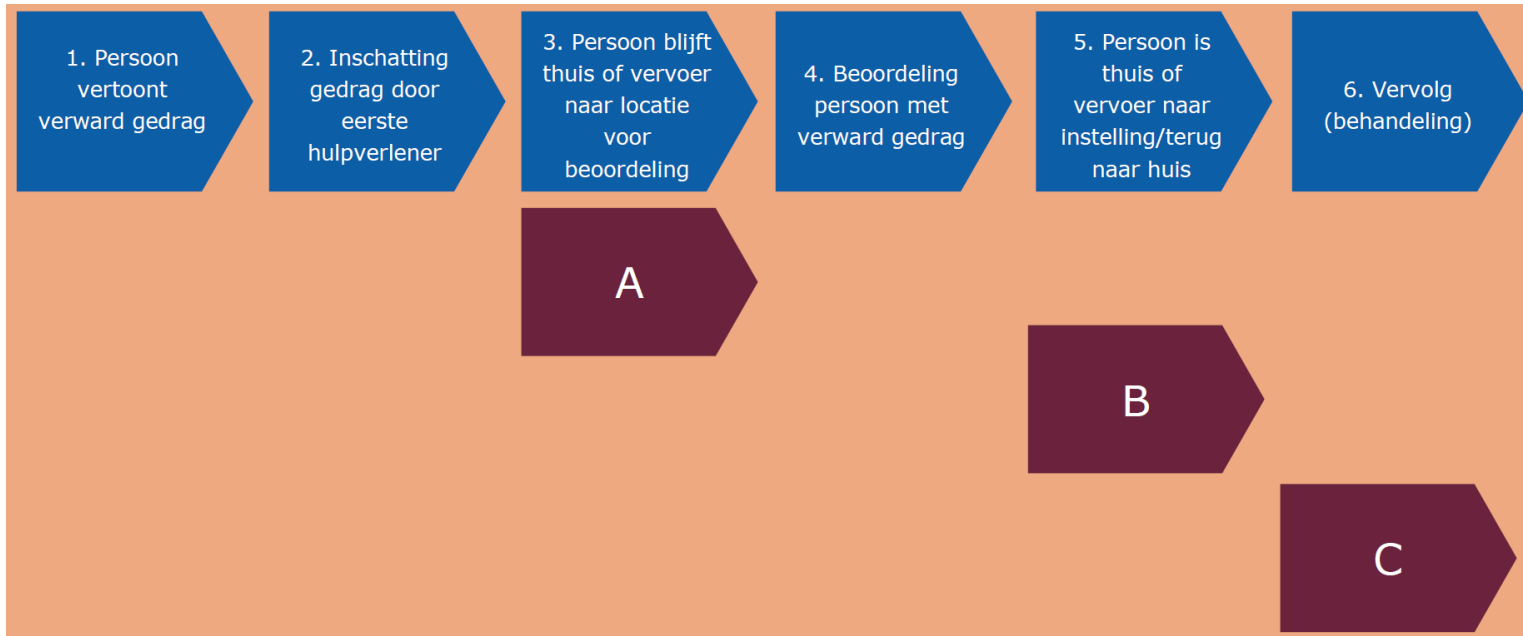 1. Persoon
vertoont
verward gedrag
2. Inschatting
gedrag door
eerste
hulpverlener
3. Persoon blijft
thuis of vervoer
naar locatie
voor
beoordeling
4. Beoordeling
persoon met
verward gedrag
5. Persoon is
thuis of
vervoer naar
instelling/terug
naar huis
6. Vervolg
(behandeling)
A
B
C